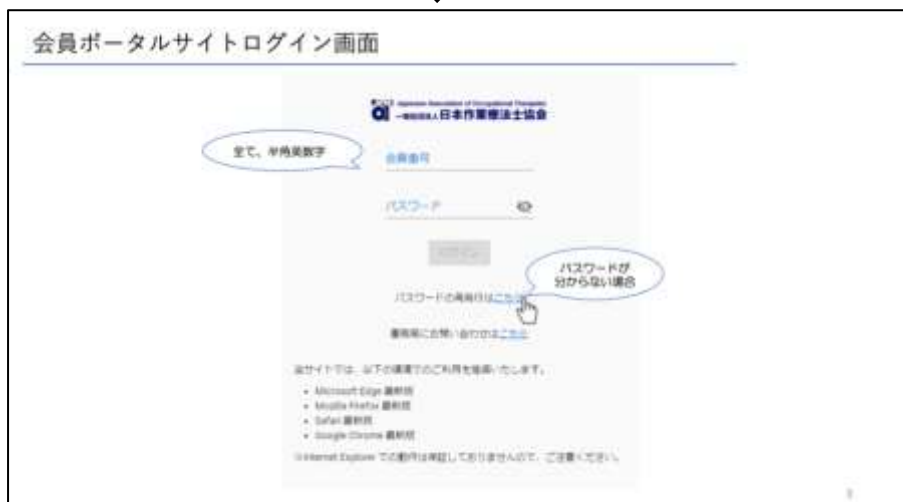 会員ポータルサイトログイン画面
Japanese Association of Occupational Therapists
一般社団法人 日本作業療法士協会
全て、半角英数字
会員番号
パスワード
ログイン
パスワードが
分からない場合
パスワードの再発行はこちら
事務局にお問い合わせはこちら
当サイトでは、以下の環境でのご利用を推奨いたします。
• Microsoft Edge 最新版
• Mozilla Firefox 最新版
• Safari 最新版
• Google Chrome 最新版
※Internet Explorer での動作は保証しておりませんので、ご注意ください。